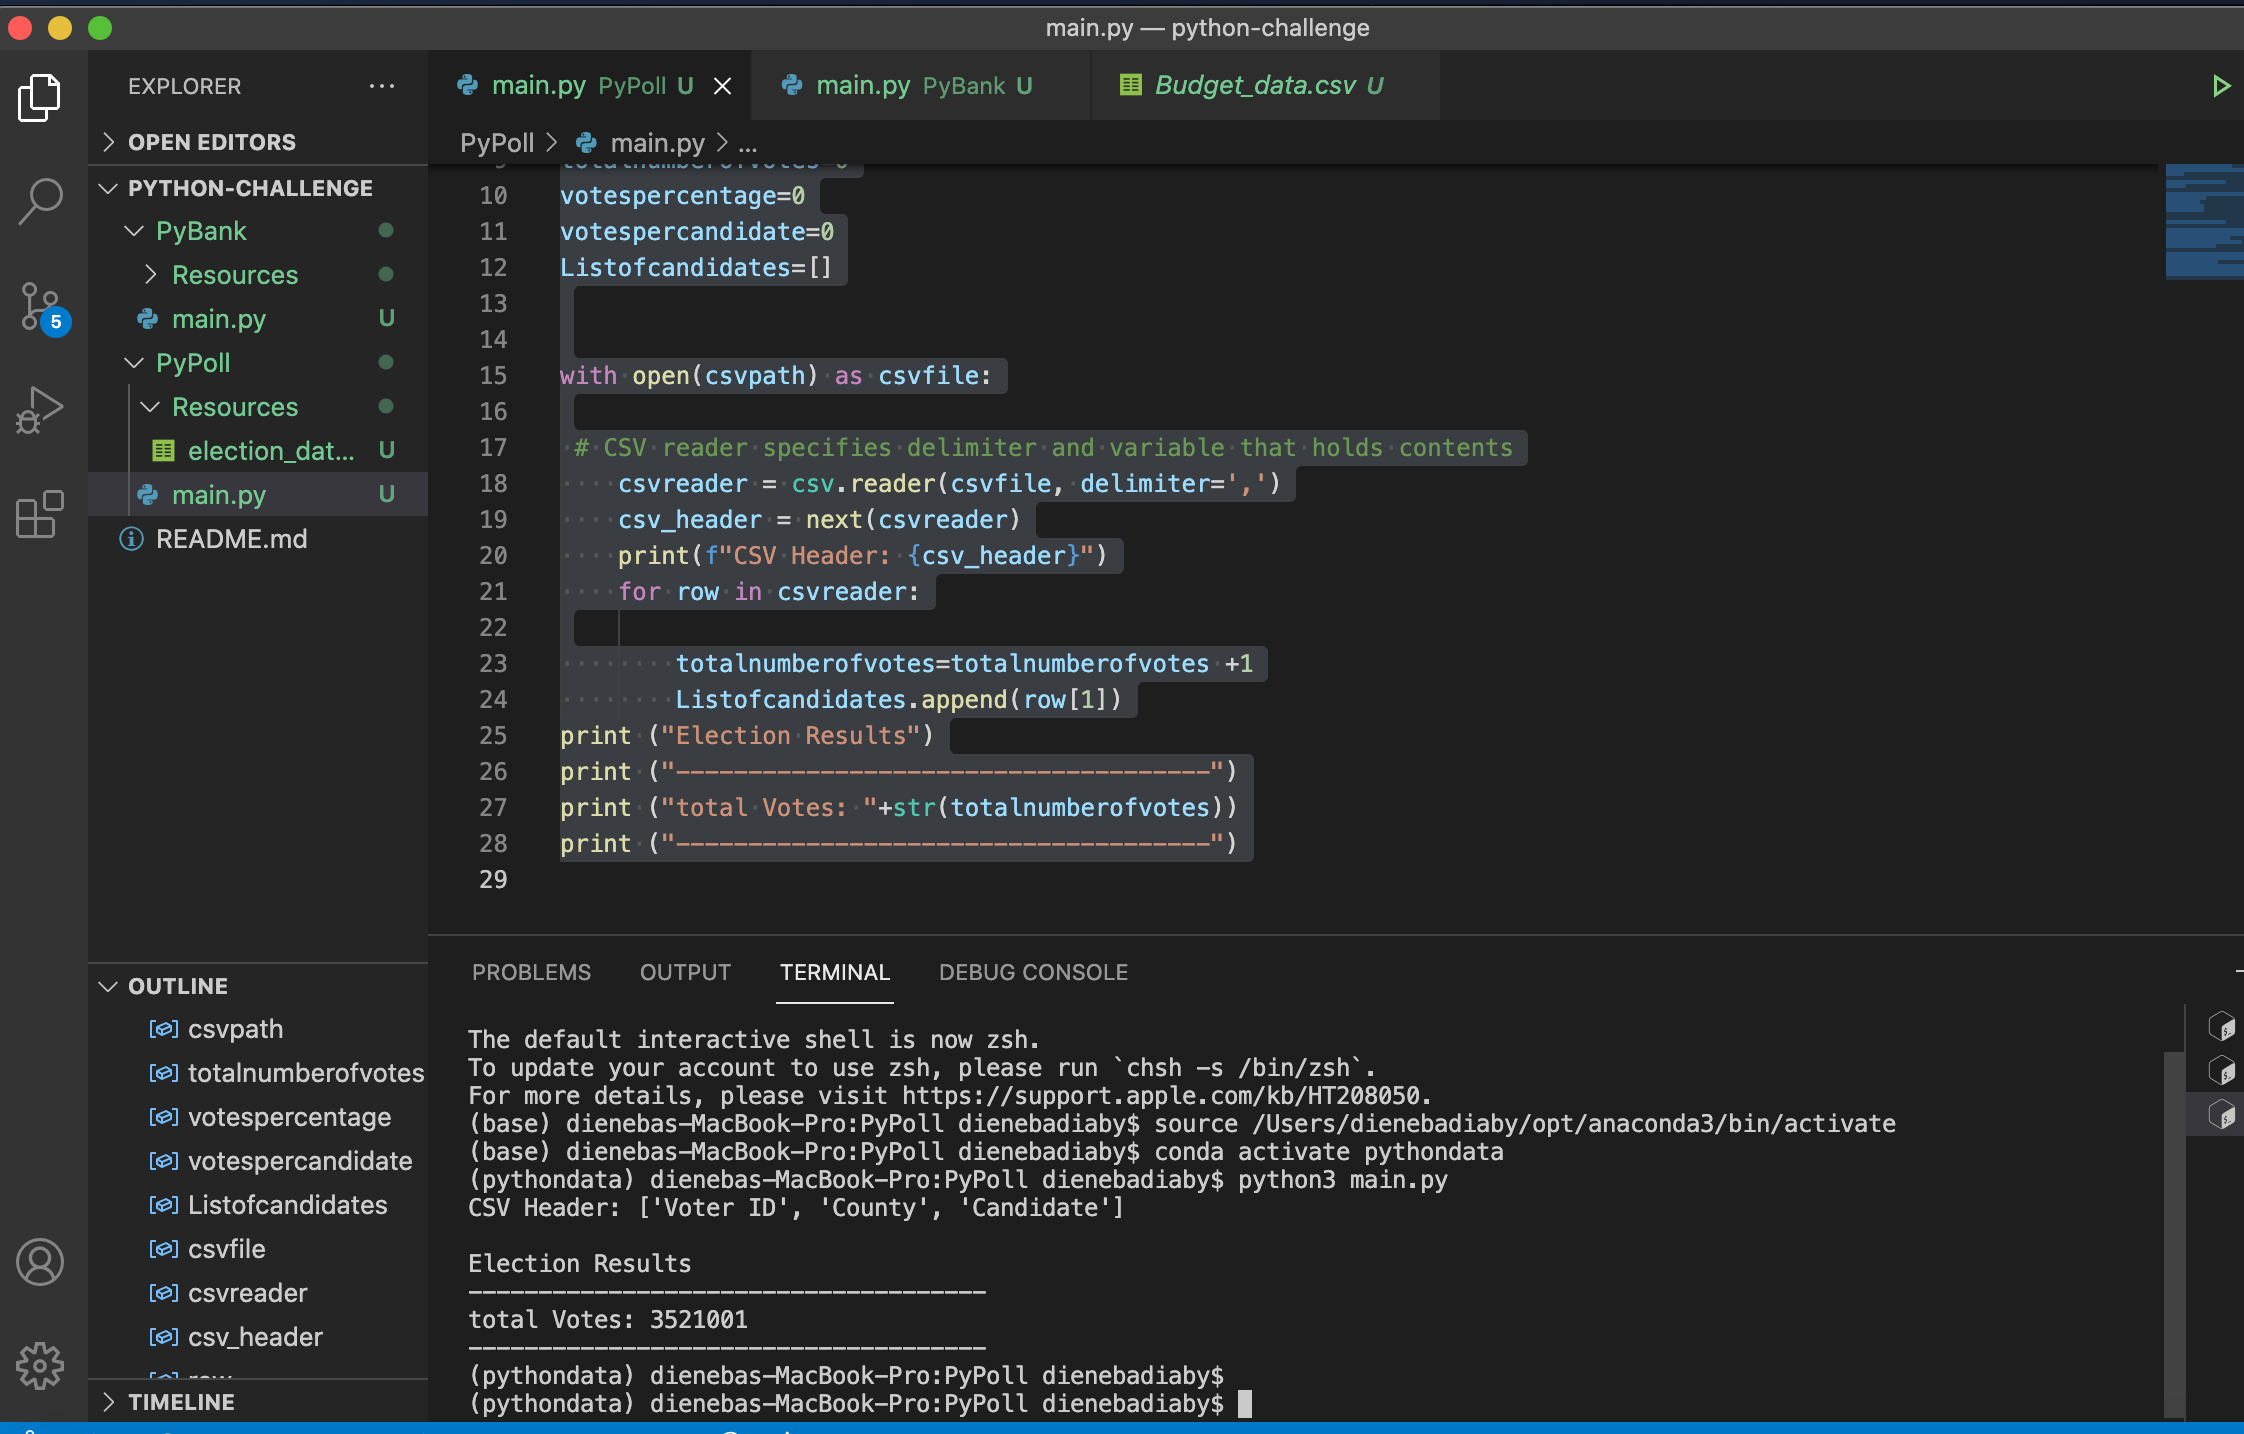 main.py — python-challenge
EXPLORER
OPEN EDITORS
PYTHON-CHALLENGE
PyBank
Resources
main.py U
PyPoll
Resources
election_dat... U
main.py U
README.md
OUTLINE
csvpath
totalnumberofvotes
votespercentage
votespercandidate
Listofcandidates
csvfile
csvreader
csv_header
row
TIMELINE
5
main.py PyPoll U
main.py PyBank U
Budget_data.csv U
PyPoll > main.py > ...
9 totalnumberofvotes=0
10 votespercentage=0
11 votespercandidate=0
12 Listofcandidates=[]
13
14
15 with open(csvpath) as csvfile:
16
17 # CSV reader specifies delimiter and variable that holds contents
18 csvreader = csv.reader(csvfile, delimiter=',')
19 csv_header = next(csvreader)
20 print(f"CSV Header: {csv_header}")
21 for row in csvreader:
22
23 totalnumberofvotes=totalnumberofvotes +1
24 Listofcandidates.append(row[1])
25 print ("Election Results")
26 print ("-------------------------------------")
27 print ("total Votes: "+str(totalnumberofvotes))
28 print ("-------------------------------------")
29
PROBLEMS OUTPUT TERMINAL DEBUG CONSOLE
The default interactive shell is now zsh.
To update your account to use zsh, please run `chsh -s /bin/zsh`.
For more details, please visit https://support.apple.com/kb/HT208050.
(base) dienebas-MacBook-Pro:PyPoll dienebadiaby$ source /Users/dienebadiaby/opt/anaconda3/bin/activate
(base) dienebas-MacBook-Pro:PyPoll dienebadiaby$ conda activate pythondata
(pythondata) dienebas-MacBook-Pro:PyPoll dienebadiaby$ python3 main.py
CSV Header: ['Voter ID', 'County', 'Candidate']
Election Results
-------------------------------------
total Votes: 3521001
-------------------------------------
(pythondata) dienebas-MacBook-Pro:PyPoll dienebadiaby$
(pythondata) dienebas-MacBook-Pro:PyPoll dienebadiaby$